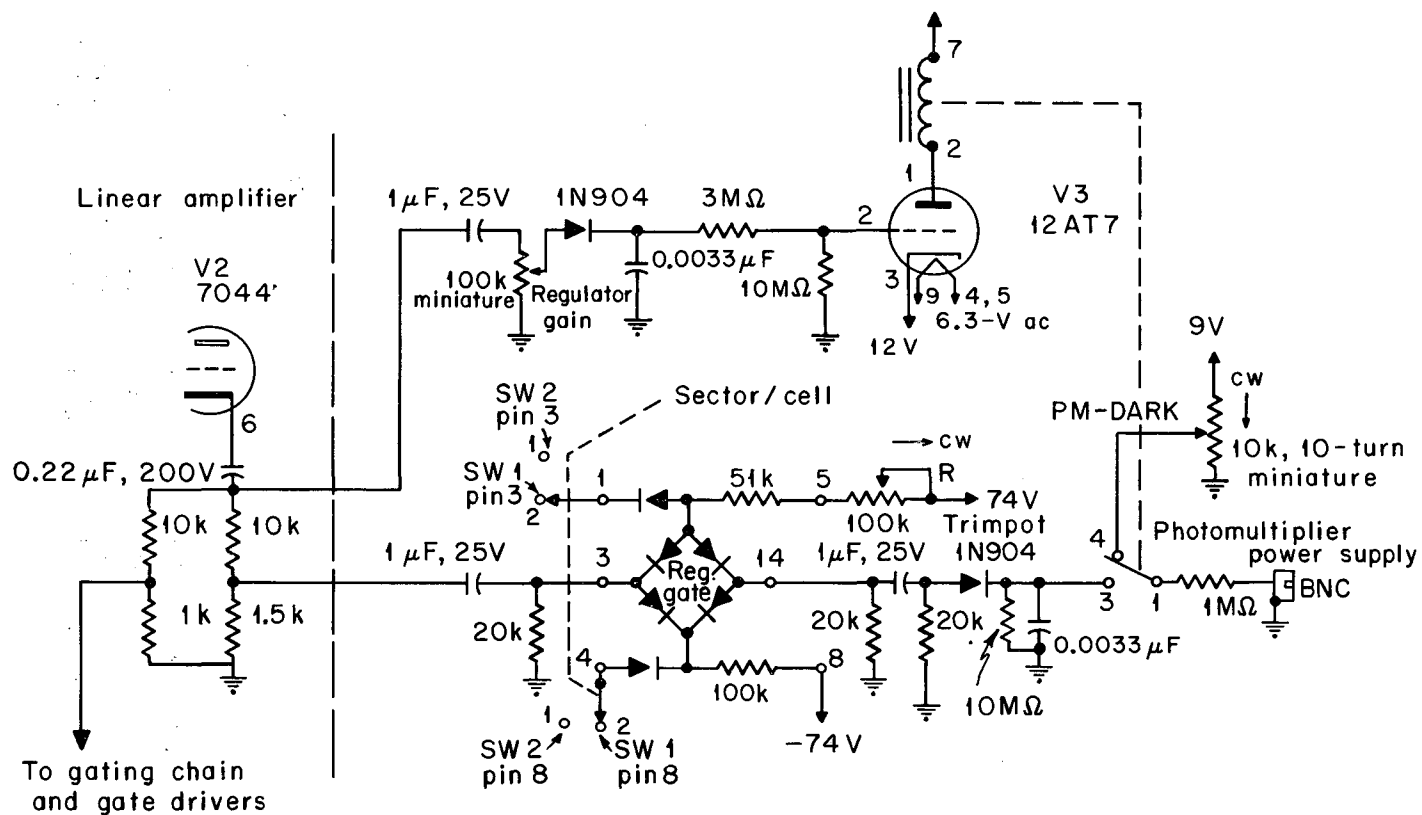 7
2
1
1μF, 25V
1N904
3MΩ
2
V3
12AT7
Linear amplifier
V2
7044'
100k
miniature
Regulator
gain
0.0033μF
10MΩ
3
9
4, 5
6.3-V ac
12V
9V
cw
PM-DARK
10k, 10-turn
miniature
6
0.22μF, 200V
SW 2
pin 3
1
SW 1
pin 3
2
Sector/cell
1
51k
5
cw
R
74V
100k
Trimpot
10k
10k
1μF, 25V
3
Reg.
gate
14
1μF, 25V
1N904
4
Photomultiplier
power supply
3
1
1MΩ
BNC
1k
1.5k
20k
20k
20k
0.0033μF
10MΩ
4
100k
8
-74V
1
2
SW 2
pin 8
SW 1
pin 8
To gating chain
and gate drivers